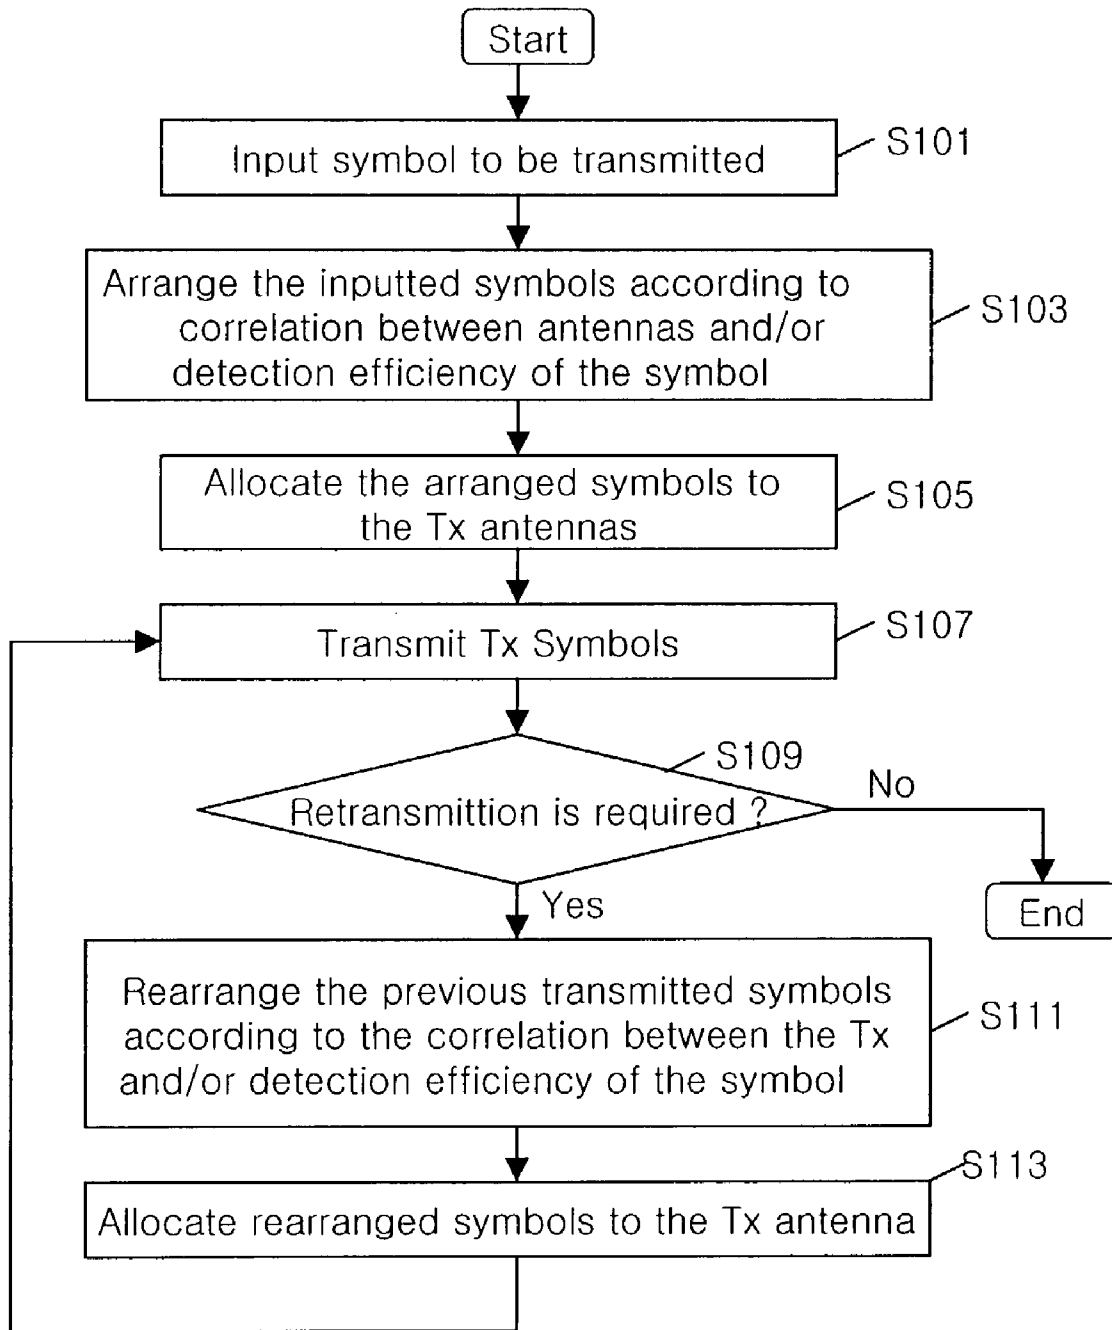 Start
Input symbol to be transmitted
S101
Arrange the inputted symbols according to
correlation between antennas and/or
detection efficiency of the symbol
S103
Allocate the arranged symbols to
the Tx antennas
S105
Transmit Tx Symbols
S107
S109
Retransmittion is required ?
No
Yes
End
Rearrange the previous transmitted symbols
according to the correlation between the Tx
and/or detection efficiency of the symbol
S111
S113
Allocate rearranged symbols to the Tx antenna